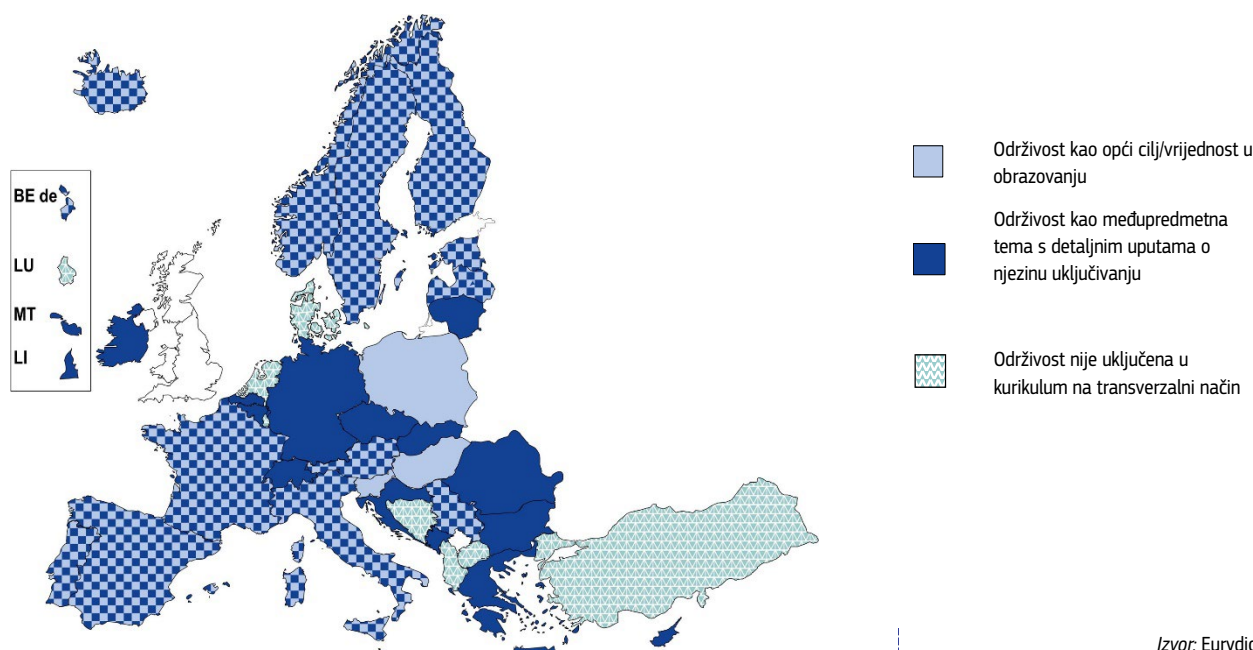 BE de
LU
MT
LI
Održivost kao opći cilj/vrijednost u
obrazovanju
Održivost kao međupredmetna
tema s detaljnim uputama o
njezinu uključivanju
Održivost nije uključena u
kurikulum na transverzalni način
Izvor: Eurydic